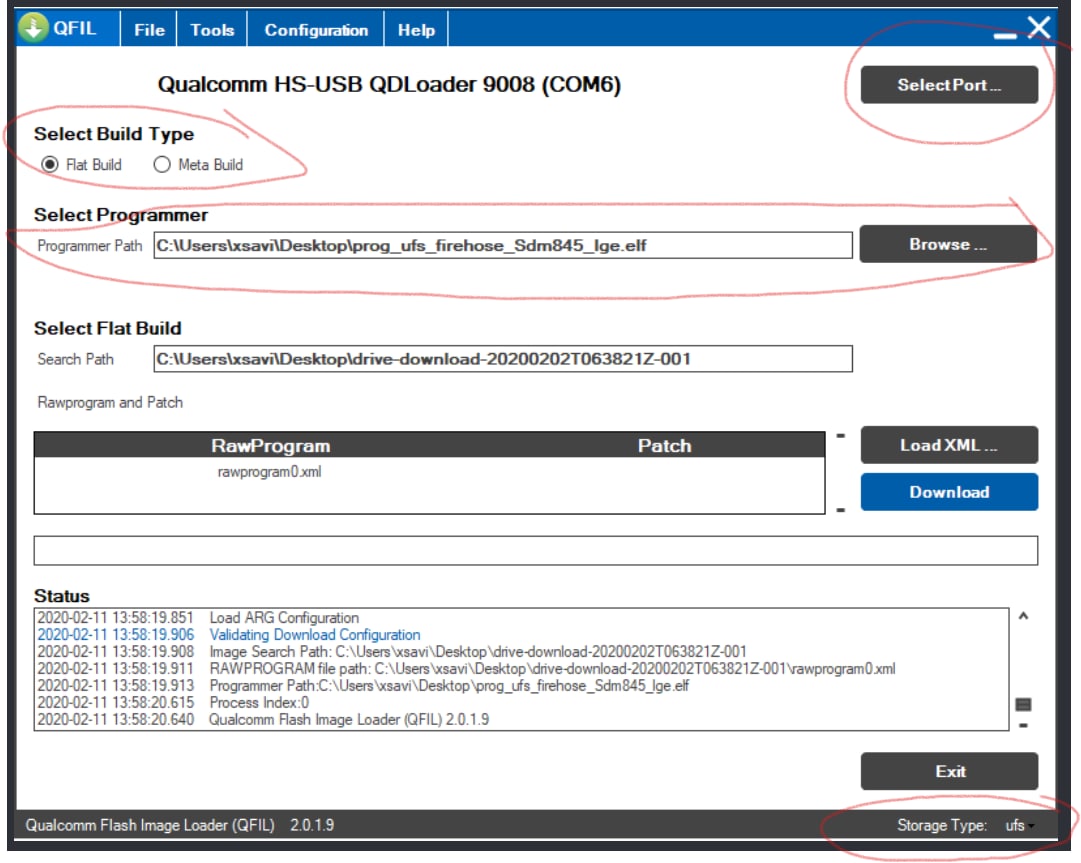 QFIL File Tools Configuration Help
Qualcomm HS-USB QDLoader 9008 (COM6) Select Port ...
Select Build Type
Flat Build Meta Build
Select Programmer
Programmer Path C:\Users\xsavi\Desktop\prog_ufs_firehose_Sdm845_lge.elf Browse ...
Select Flat Build
Search Path C:\Users\xsavi\Desktop\drive-download-20200202T063821Z-001
Rawprogram and Patch
RawProgram Patch Load XML ...
rawprogram0.xml
Download
Status
2020-02-11 13:58:19.851 Load ARG Configuration
2020-02-11 13:58:19.906 Validating Download Configuration
2020-02-11 13:58:19.908 Image Search Path: C:\Users\xsavi\Desktop\drive-download-20200202T063821Z-001
2020-02-11 13:58:19.911 RAWPROGRAM file path: C:\Users\xsavi\Desktop\drive-download-20200202T063821Z-001\rawprogram0.xml
2020-02-11 13:58:19.913 Programmer Path:C:\Users\xsavi\Desktop\prog_ufs_firehose_Sdm845_lge.elf
2020-02-11 13:58:20.615 Process Index:0
2020-02-11 13:58:20.640 Qualcomm Flash Image Loader (QFIL) 2.0.1.9
Exit
Qualcomm Flash Image Loader (QFIL) 2.0.1.9 Storage Type: ufs